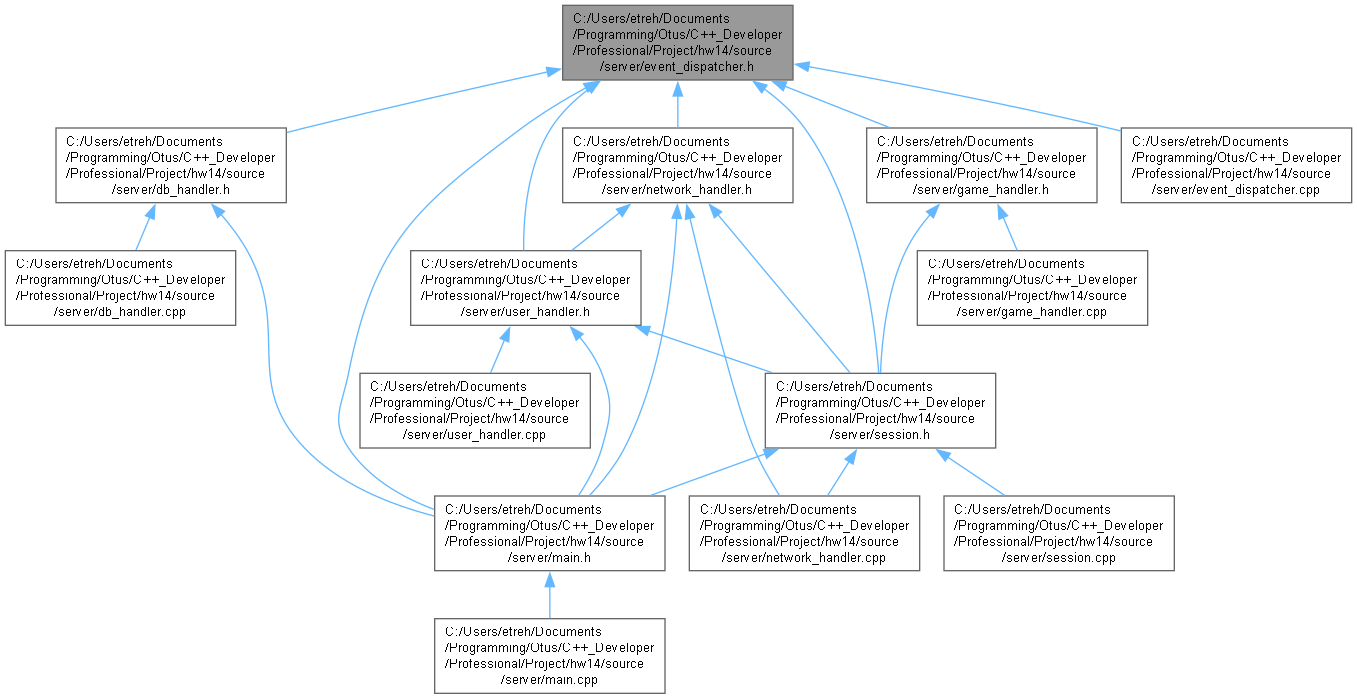 C:/Users/etreh/Documents
/Programming/Otus/C++_Developer
/Professional/Project/hw14/source
/server/event_dispatcher.h
C:/Users/etreh/Documents
/Programming/Otus/C++_Developer
/Professional/Project/hw14/source
/server/db_handler.h
C:/Users/etreh/Documents
/Programming/Otus/C++_Developer
/Professional/Project/hw14/source
/server/network_handler.h
C:/Users/etreh/Documents
/Programming/Otus/C++_Developer
/Professional/Project/hw14/source
/server/game_handler.h
C:/Users/etreh/Documents
/Programming/Otus/C++_Developer
/Professional/Project/hw14/source
/server/event_dispatcher.cpp
C:/Users/etreh/Documents
/Programming/Otus/C++_Developer
/Professional/Project/hw14/source
/server/db_handler.cpp
C:/Users/etreh/Documents
/Programming/Otus/C++_Developer
/Professional/Project/hw14/source
/server/user_handler.h
C:/Users/etreh/Documents
/Programming/Otus/C++_Developer
/Professional/Project/hw14/source
/server/game_handler.cpp
C:/Users/etreh/Documents
/Programming/Otus/C++_Developer
/Professional/Project/hw14/source
/server/user_handler.cpp
C:/Users/etreh/Documents
/Programming/Otus/C++_Developer
/Professional/Project/hw14/source
/server/session.h
C:/Users/etreh/Documents
/Programming/Otus/C++_Developer
/Professional/Project/hw14/source
/server/main.h
C:/Users/etreh/Documents
/Programming/Otus/C++_Developer
/Professional/Project/hw14/source
/server/network_handler.cpp
C:/Users/etreh/Documents
/Programming/Otus/C++_Developer
/Professional/Project/hw14/source
/server/session.cpp
C:/Users/etreh/Documents
/Programming/Otus/C++_Developer
/Professional/Project/hw14/source
/server/main.cpp